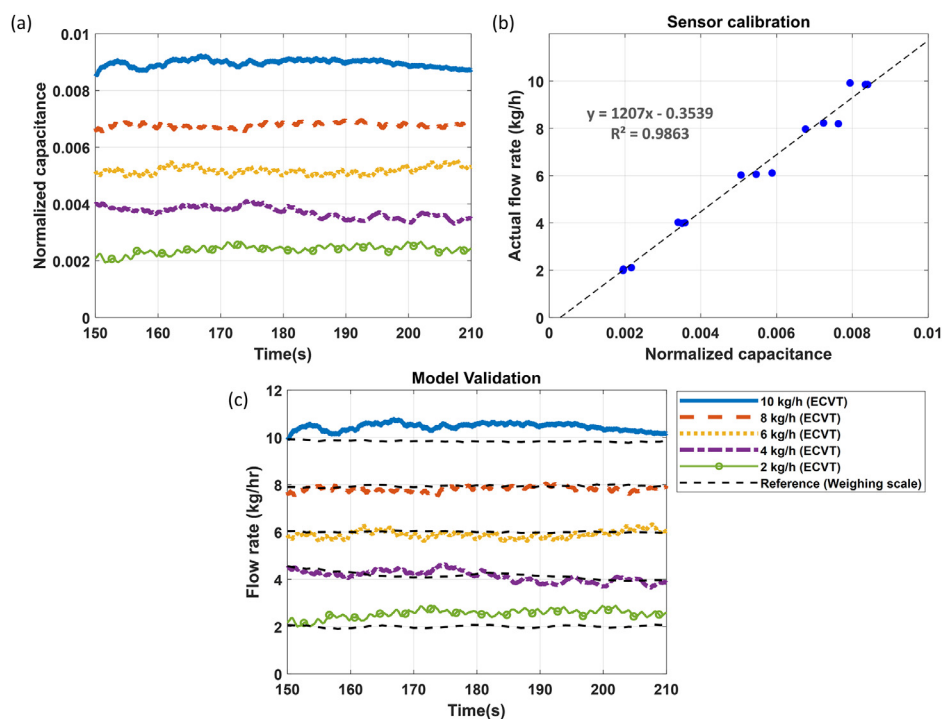 (a)
Normalized capacitance
0.01
0.008
0.006
0.004
0.002
150 160 170 180 190 200 210
Time(s)
(b)
Sensor calibration
Actual flow rate (kg/h)
10
8
6
4
2
0
y = 1207x - 0.3539
R² = 0.9863
0 0.002 0.004 0.006 0.008 0.01
Normalized capacitance
Model Validation
(c)
Flow rate (kg/hr)
12
10
8
6
4
2
0
150 160 170 180 190 200 210
Time(s)
10 kg/h (ECVT)
8 kg/h (ECVT)
6 kg/h (ECVT)
4 kg/h (ECVT)
2 kg/h (ECVT)
Reference (Weighing scale)